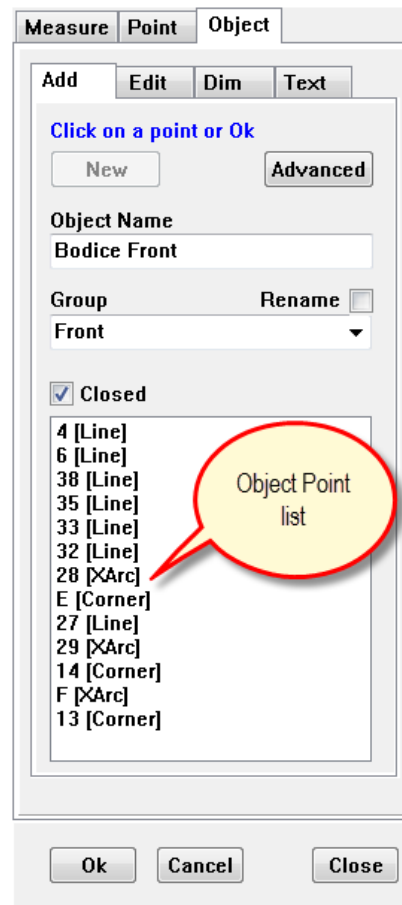 Measure Point Object
Add Edit Dim Text
Click on a point or Ok
New Advanced
Object Name
Bodice Front
Group Rename
Front
Closed
4 [Line]
6 [Line]
38 [Line]
35 [Line]
33 [Line]
32 [Line]
28 [XArc]
E [Corner]
27 [Line]
29 [XArc]
14 [Corner]
F [XArc]
13 [Corner]
Object Point
list
Ok Cancel Close